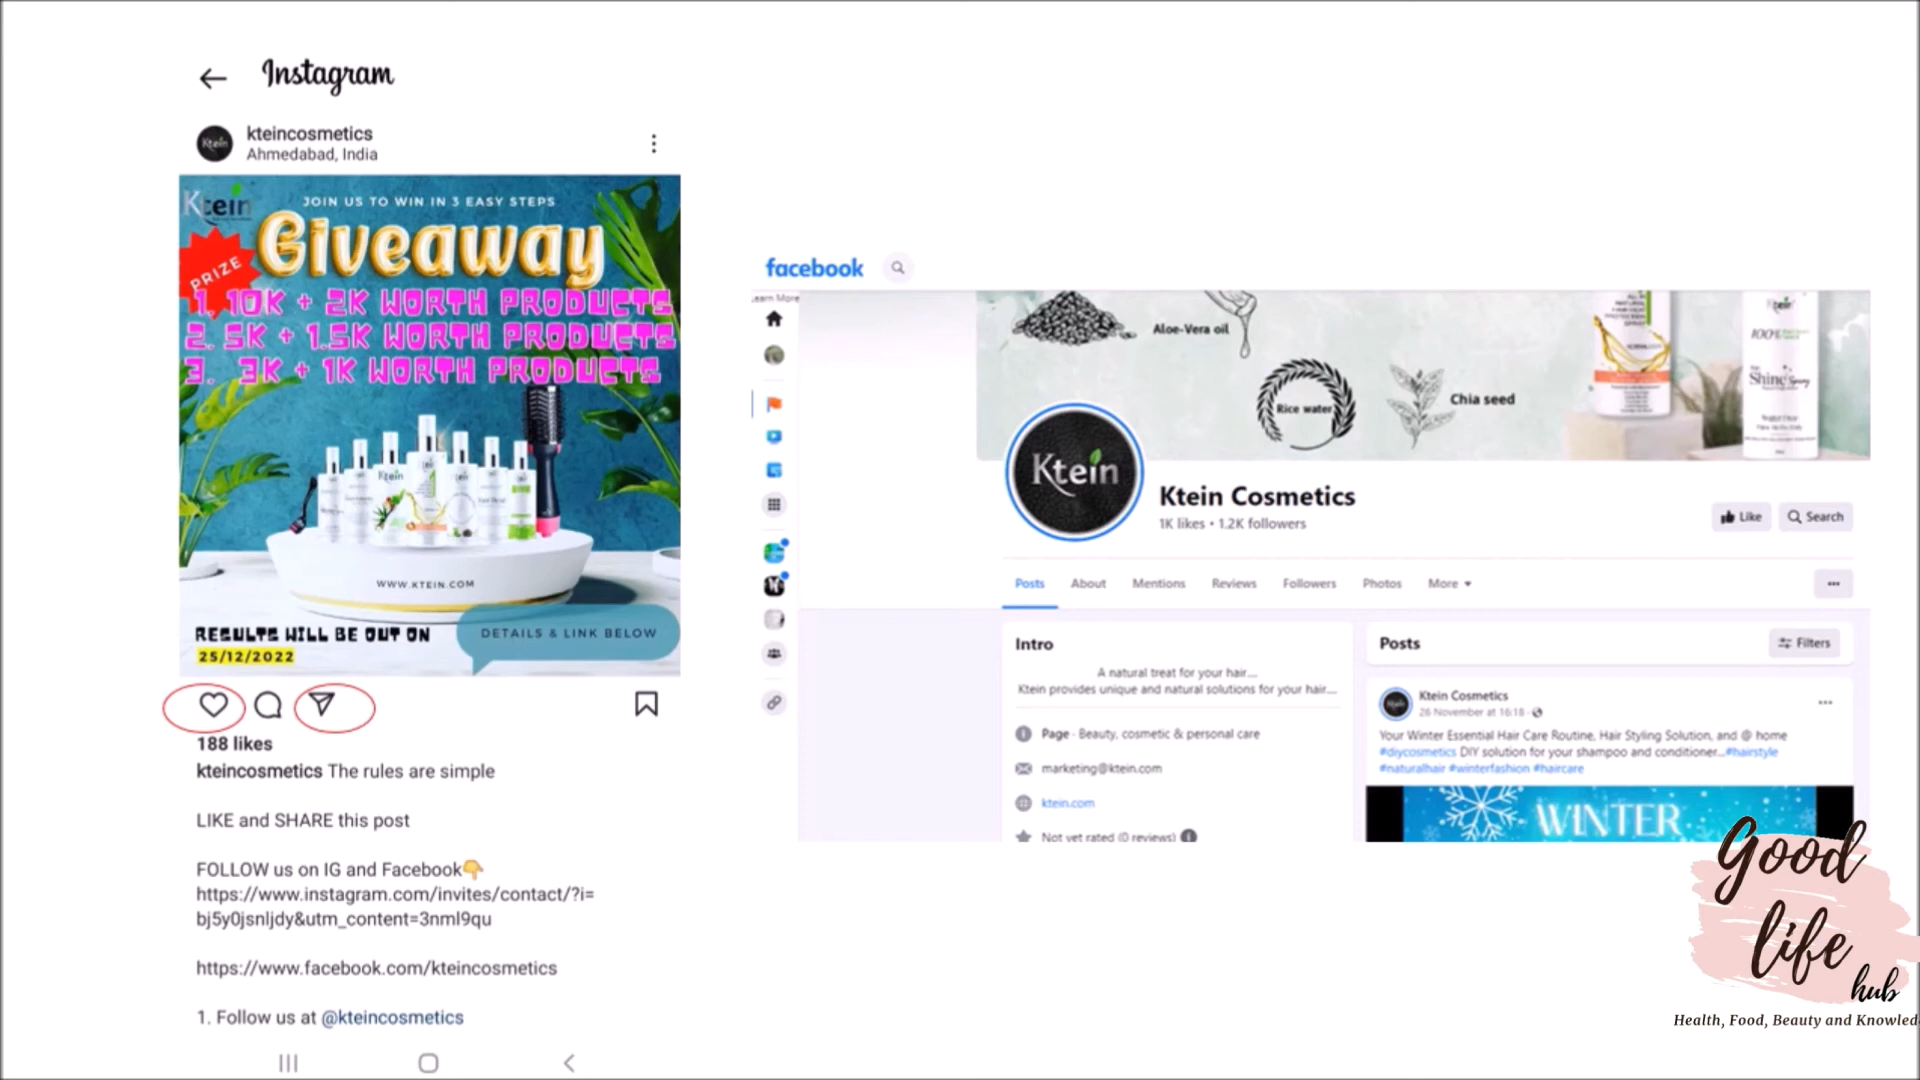 Instagram
kteincosmetics
Ahmedabad, India
Ktein
JOIN US TO WIN IN 3 EASY STEPS
Giveaway
PRIZE
1. 10K + 2K WORTH PRODUCTS
2. 5K + 1.5K WORTH PRODUCTS
3. 3K + 1K WORTH PRODUCTS
Ktein
WWW.KTEIN.COM
RESULTS WILL BE OUT ON
25/12/2022
DETAILS & LINK BELOW
188 likes
kteincosmetics The rules are simple
LIKE and SHARE this post
FOLLOW us on IG and Facebook👇
https://www.instagram.com/invites/contact/?i=
bj5y0jsnljdy&utm_content=3nml9qu
https://www.facebook.com/kteincosmetics
1. Follow us at @kteincosmetics
facebook
earn More
Aloe-Vera oil
Rice water
Chia seed
Ktein
100%
Shine Spray
Ktein
Ktein Cosmetics
1K likes • 1.2K followers
Like
Search
Posts
About
Mentions
Reviews
Followers
Photos
More
Intro
A natural treat for your hair....
Ktein provides unique and natural solutions for your hair....
Page · Beauty, cosmetic & personal care
marketing@ktein.com
ktein.com
Not yet rated (0 reviews)
Posts
Filters
Ktein Cosmetics
26 November at 16:18 ·
Your Winter Essential Hair Care Routine, Hair Styling Solution, and @ home
#diycosmetics DIY solution for your shampoo and conditioner...#hairstyle
#naturalhair #winterfashion #haircare
WINTER
Good
life
hub
Health, Food, Beauty and Knowled